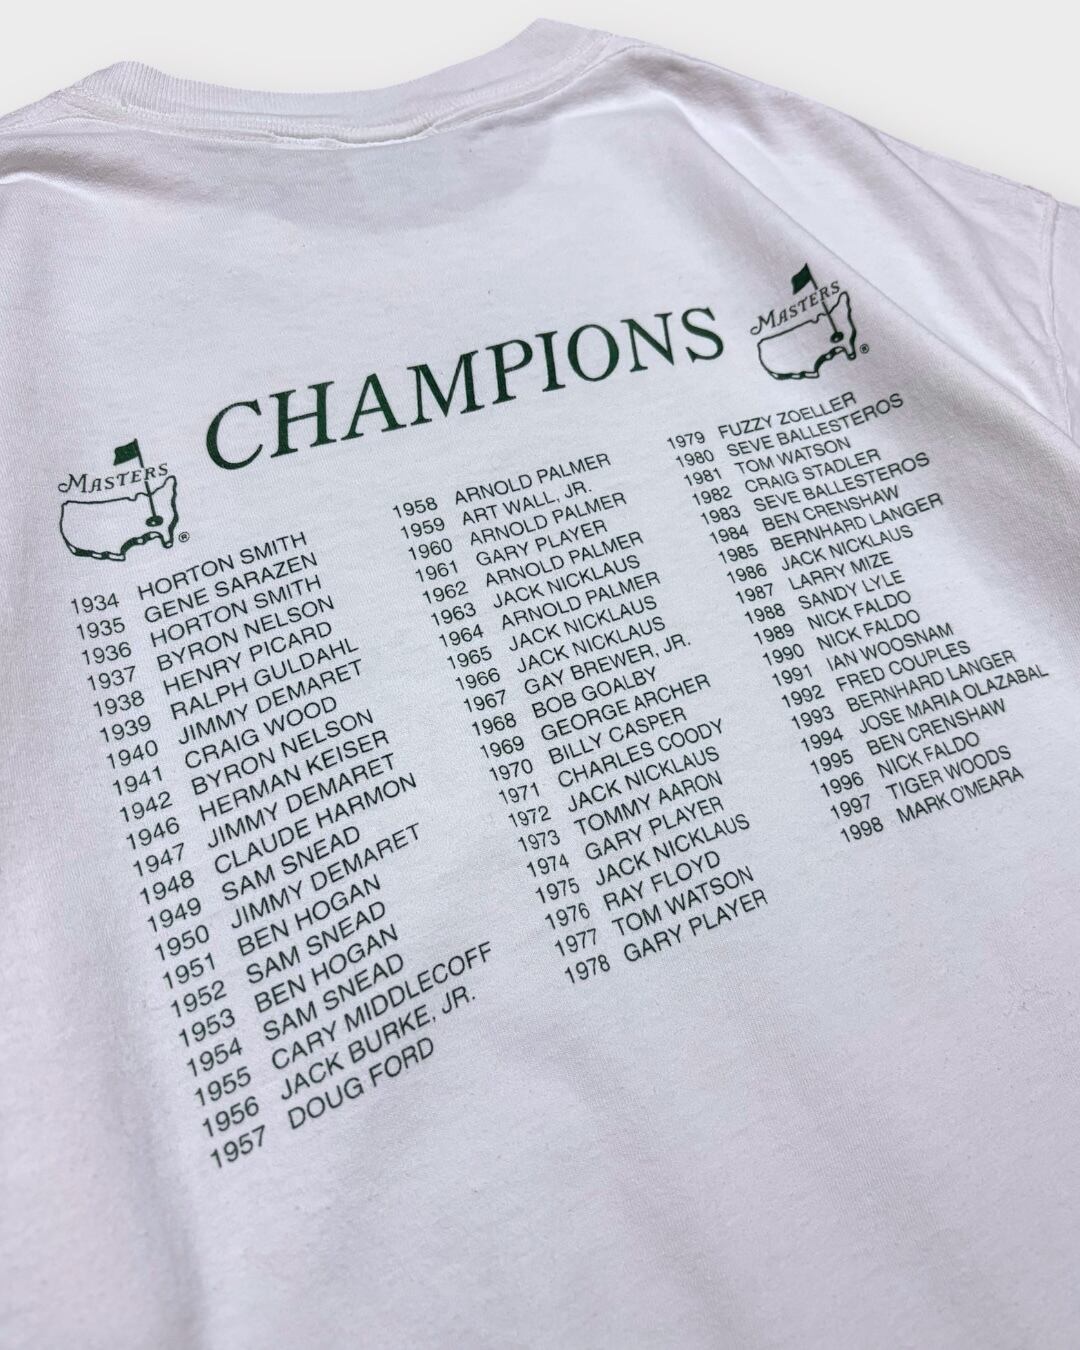 CHAMPIONS
MASTERS
®
MASTERS
®
1934 HORTON SMITH
1935 GENE SARAZEN
1936 HORTON SMITH
1937 BYRON NELSON
1938 HENRY PICARD
1939 RALPH GULDAHL
1940 JIMMY DEMARET
1941 CRAIG WOOD
1942 BYRON NELSON
1946 HERMAN KEISER
1947 JIMMY DEMARET
1948 CLAUDE HARMON
1949 SAM SNEAD
1950 JIMMY DEMARET
1951 BEN HOGAN
1952 SAM SNEAD
1953 BEN HOGAN
1954 SAM SNEAD
1955 CARY MIDDLECOFF
1956 JACK BURKE, JR.
1957 DOUG FORD
1958 ARNOLD PALMER
1959 ART WALL, JR.
1960 ARNOLD PALMER
1961 GARY PLAYER
1962 ARNOLD PALMER
1963 JACK NICKLAUS
1964 ARNOLD PALMER
1965 JACK NICKLAUS
1966 JACK NICKLAUS
1967 GAY BREWER, JR.
1968 BOB GOALBY
1969 GEORGE ARCHER
1970 BILLY CASPER
1971 CHARLES COODY
1972 JACK NICKLAUS
1973 TOMMY AARON
1974 GARY PLAYER
1975 JACK NICKLAUS
1976 RAY FLOYD
1977 TOM WATSON
1978 GARY PLAYER
1979 FUZZY ZOELLER
1980 SEVE BALLESTEROS
1981 TOM WATSON
1982 CRAIG STADLER
1983 SEVE BALLESTEROS
1984 BEN CRENSHAW
1985 BERNHARD LANGER
1986 JACK NICKLAUS
1987 LARRY MIZE
1988 SANDY LYLE
1989 NICK FALDO
1990 NICK FALDO
1991 IAN WOOSNAM
1992 FRED COUPLES
1993 BERNHARD LANGER
1994 JOSE MARIA OLAZABAL
1995 BEN CRENSHAW
1996 NICK FALDO
1997 TIGER WOODS
1998 MARK O'MEARA